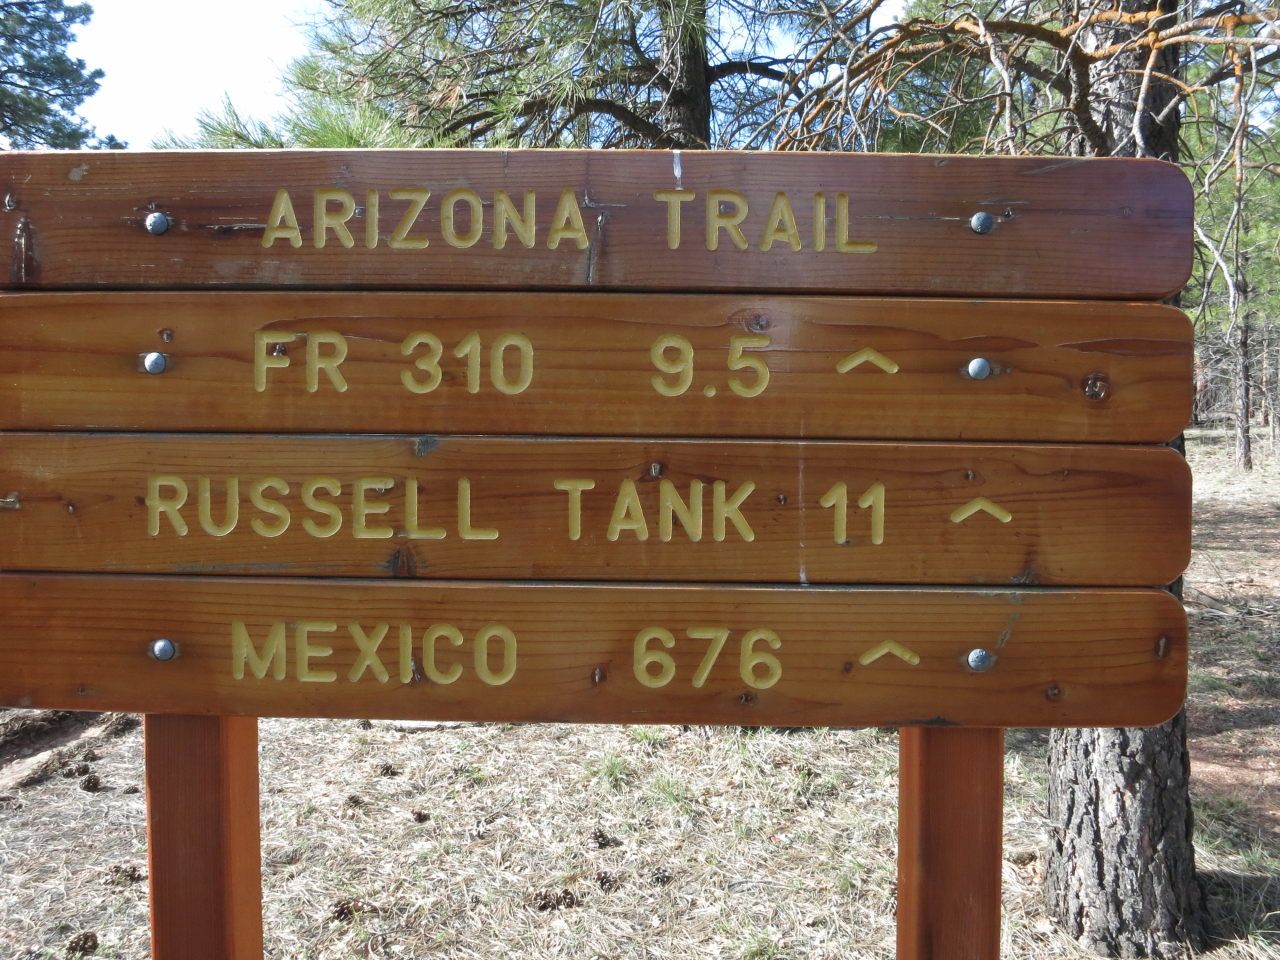 ARIZONA TRAIL
FR 310 9.5 ^
RUSSELL TANK 11 ^
MEXICO 676 ^